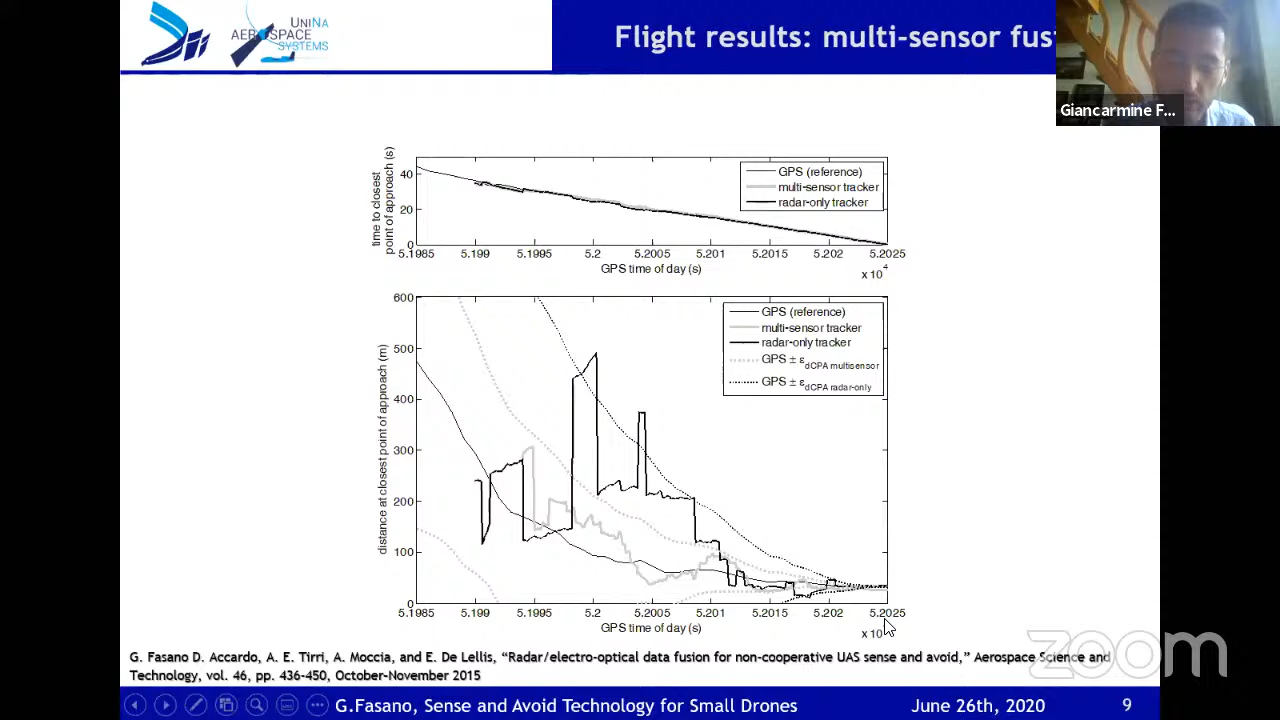 UNINA
AEROSPACE
SYSTEMS
Flight results: multi-sensor fus
Giancarmine F...
time to closest
point of approach (s)
40
20
0
GPS (reference)
multi-sensor tracker
radar-only tracker
5.1985 5.199 5.1995 5.2 5.2005 5.201 5.2015 5.202 5.2025
GPS time of day (s)
x 10⁴
distance at closest point of approach (m)
600
500
400
300
200
100
0
GPS (reference)
multi-sensor tracker
radar-only tracker
GPS ± ε dCPA multisensor
GPS ± ε dCPA radar-only
5.1985 5.199 5.1995 5.2 5.2005 5.201 5.2015 5.202 5.2025
GPS time of day (s)
x 10
zoom
G. Fasano D. Accardo, A. E. Tirri, A. Moccia, and E. De Lellis, “Radar/electro-optical data fusion for non-cooperative UAS sense and avoid,” Aerospace Science and
Technology, vol. 46, pp. 436-450, October-November 2015
G.Fasano, Sense and Avoid Technology for Small Drones June 26th, 2020 9